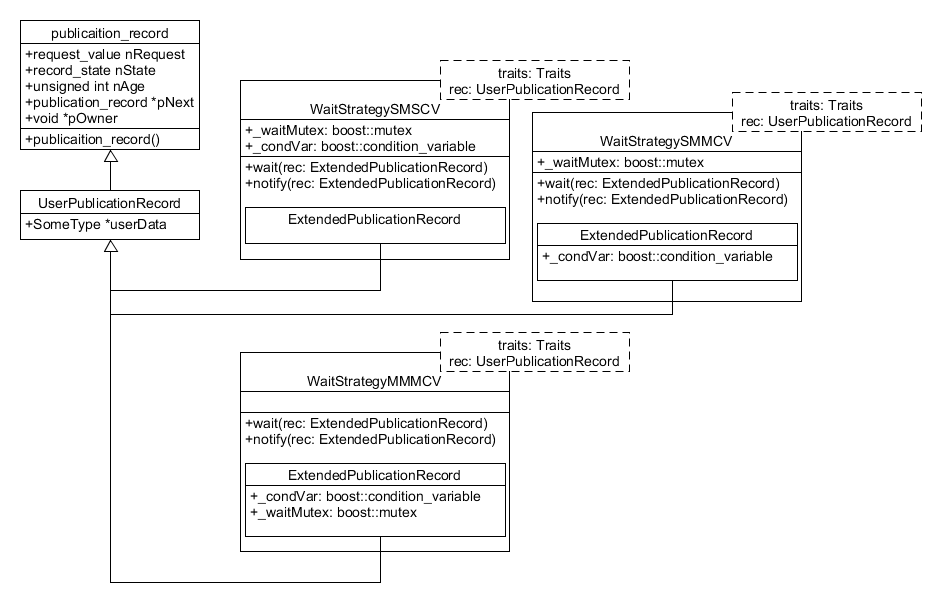 publicaition_record
+request_value nRequest
+record_state nState
+unsigned int nAge
+publication_record *pNext
+void *pOwner
+publicaition_record()
UserPublicationRecord
+SomeType *userData
traits: Traits
rec: UserPublicationRecord
WaitStrategySMSCV
+_waitMutex: boost::mutex
+_condVar: boost::condition_variable
+wait(rec: ExtendedPublicationRecord)
+notify(rec: ExtendedPublicationRecord)
ExtendedPublicationRecord
traits: Traits
rec: UserPublicationRecord
WaitStrategySMMCV
+_waitMutex: boost::mutex
+wait(rec: ExtendedPublicationRecord)
+notify(rec: ExtendedPublicationRecord)
ExtendedPublicationRecord
+_condVar: boost::condition_variable
traits: Traits
rec: UserPublicationRecord
WaitStrategyMMMCV
+wait(rec: ExtendedPublicationRecord)
+notify(rec: ExtendedPublicationRecord)
ExtendedPublicationRecord
+_condVar: boost::condition_variable
+_waitMutex: boost::mutex